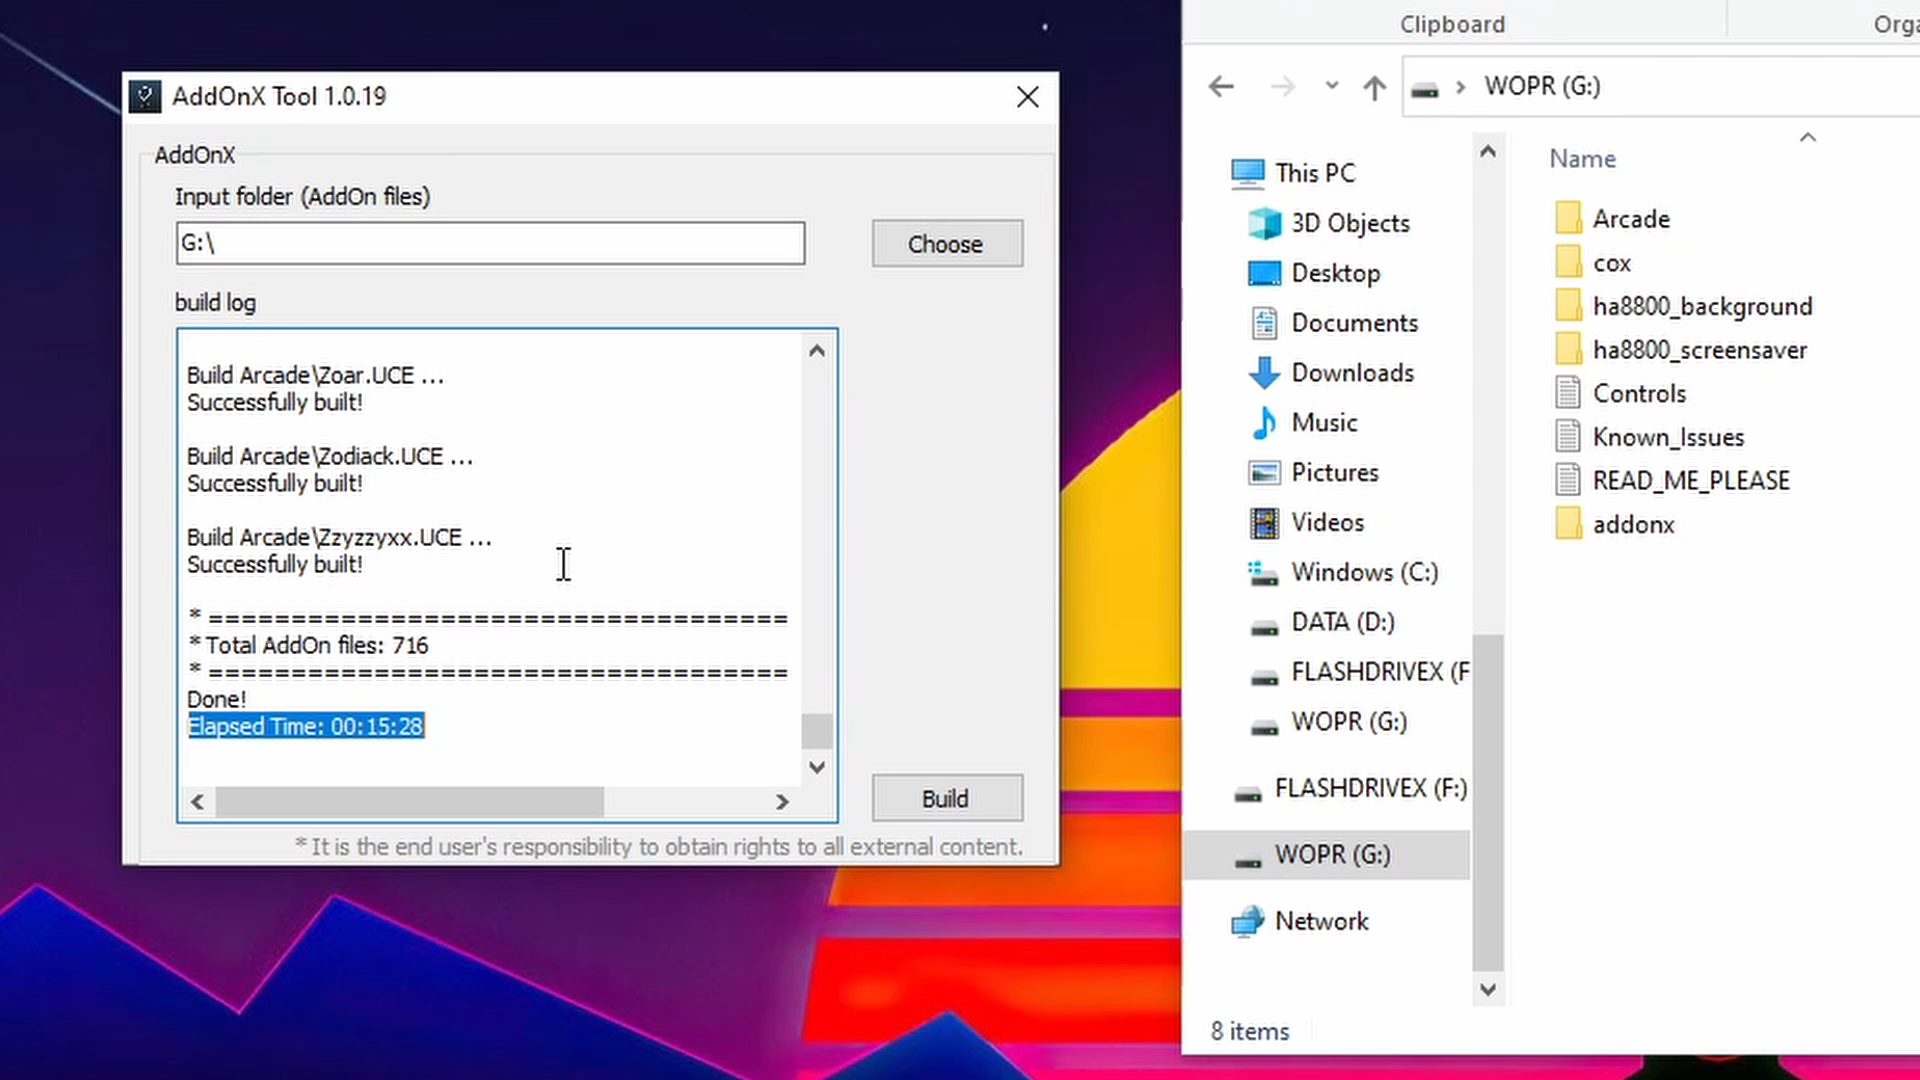 AddOnX Tool 1.0.19
AddOnX
Input folder (AddOn files)
G:\
Choose
build log
Build Arcade\Zoar.UCE ...
Successfully built!
Build Arcade\Zodiack.UCE ...
Successfully built!
Build Arcade\Zzyzzyxx.UCE ...
Successfully built!
* ===================================
* Total AddOn files: 716
* ===================================
Done!
Elapsed Time: 00:15:28
Build
* It is the end user's responsibility to obtain rights to all external content.
Clipboard
Orga
WOPR (G:)
This PC
3D Objects
Desktop
Documents
Downloads
Music
Pictures
Videos
Windows (C:)
DATA (D:)
FLASHDRIVEX (F
WOPR (G:)
FLASHDRIVEX (F:)
WOPR (G:)
Network
Name
Arcade
cox
ha8800_background
ha8800_screensaver
Controls
Known_Issues
READ_ME_PLEASE
addonx
8 items